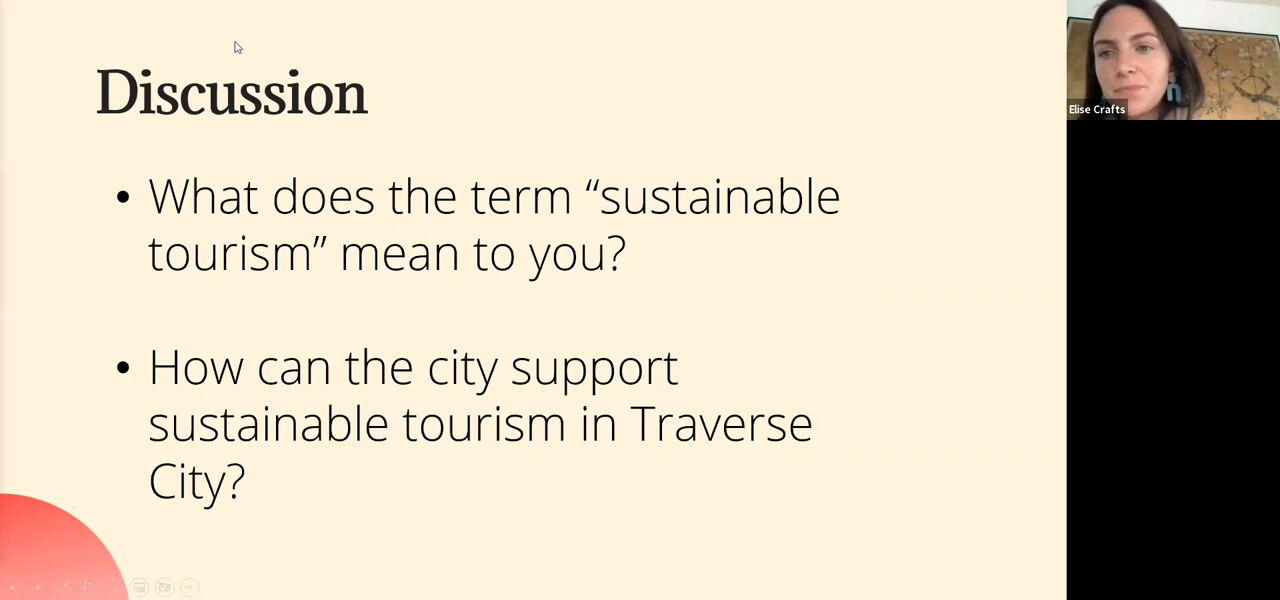 Discussion
• What does the term “sustainable
tourism” mean to you?
• How can the city support
sustainable tourism in Traverse
City?
Elise Crafts